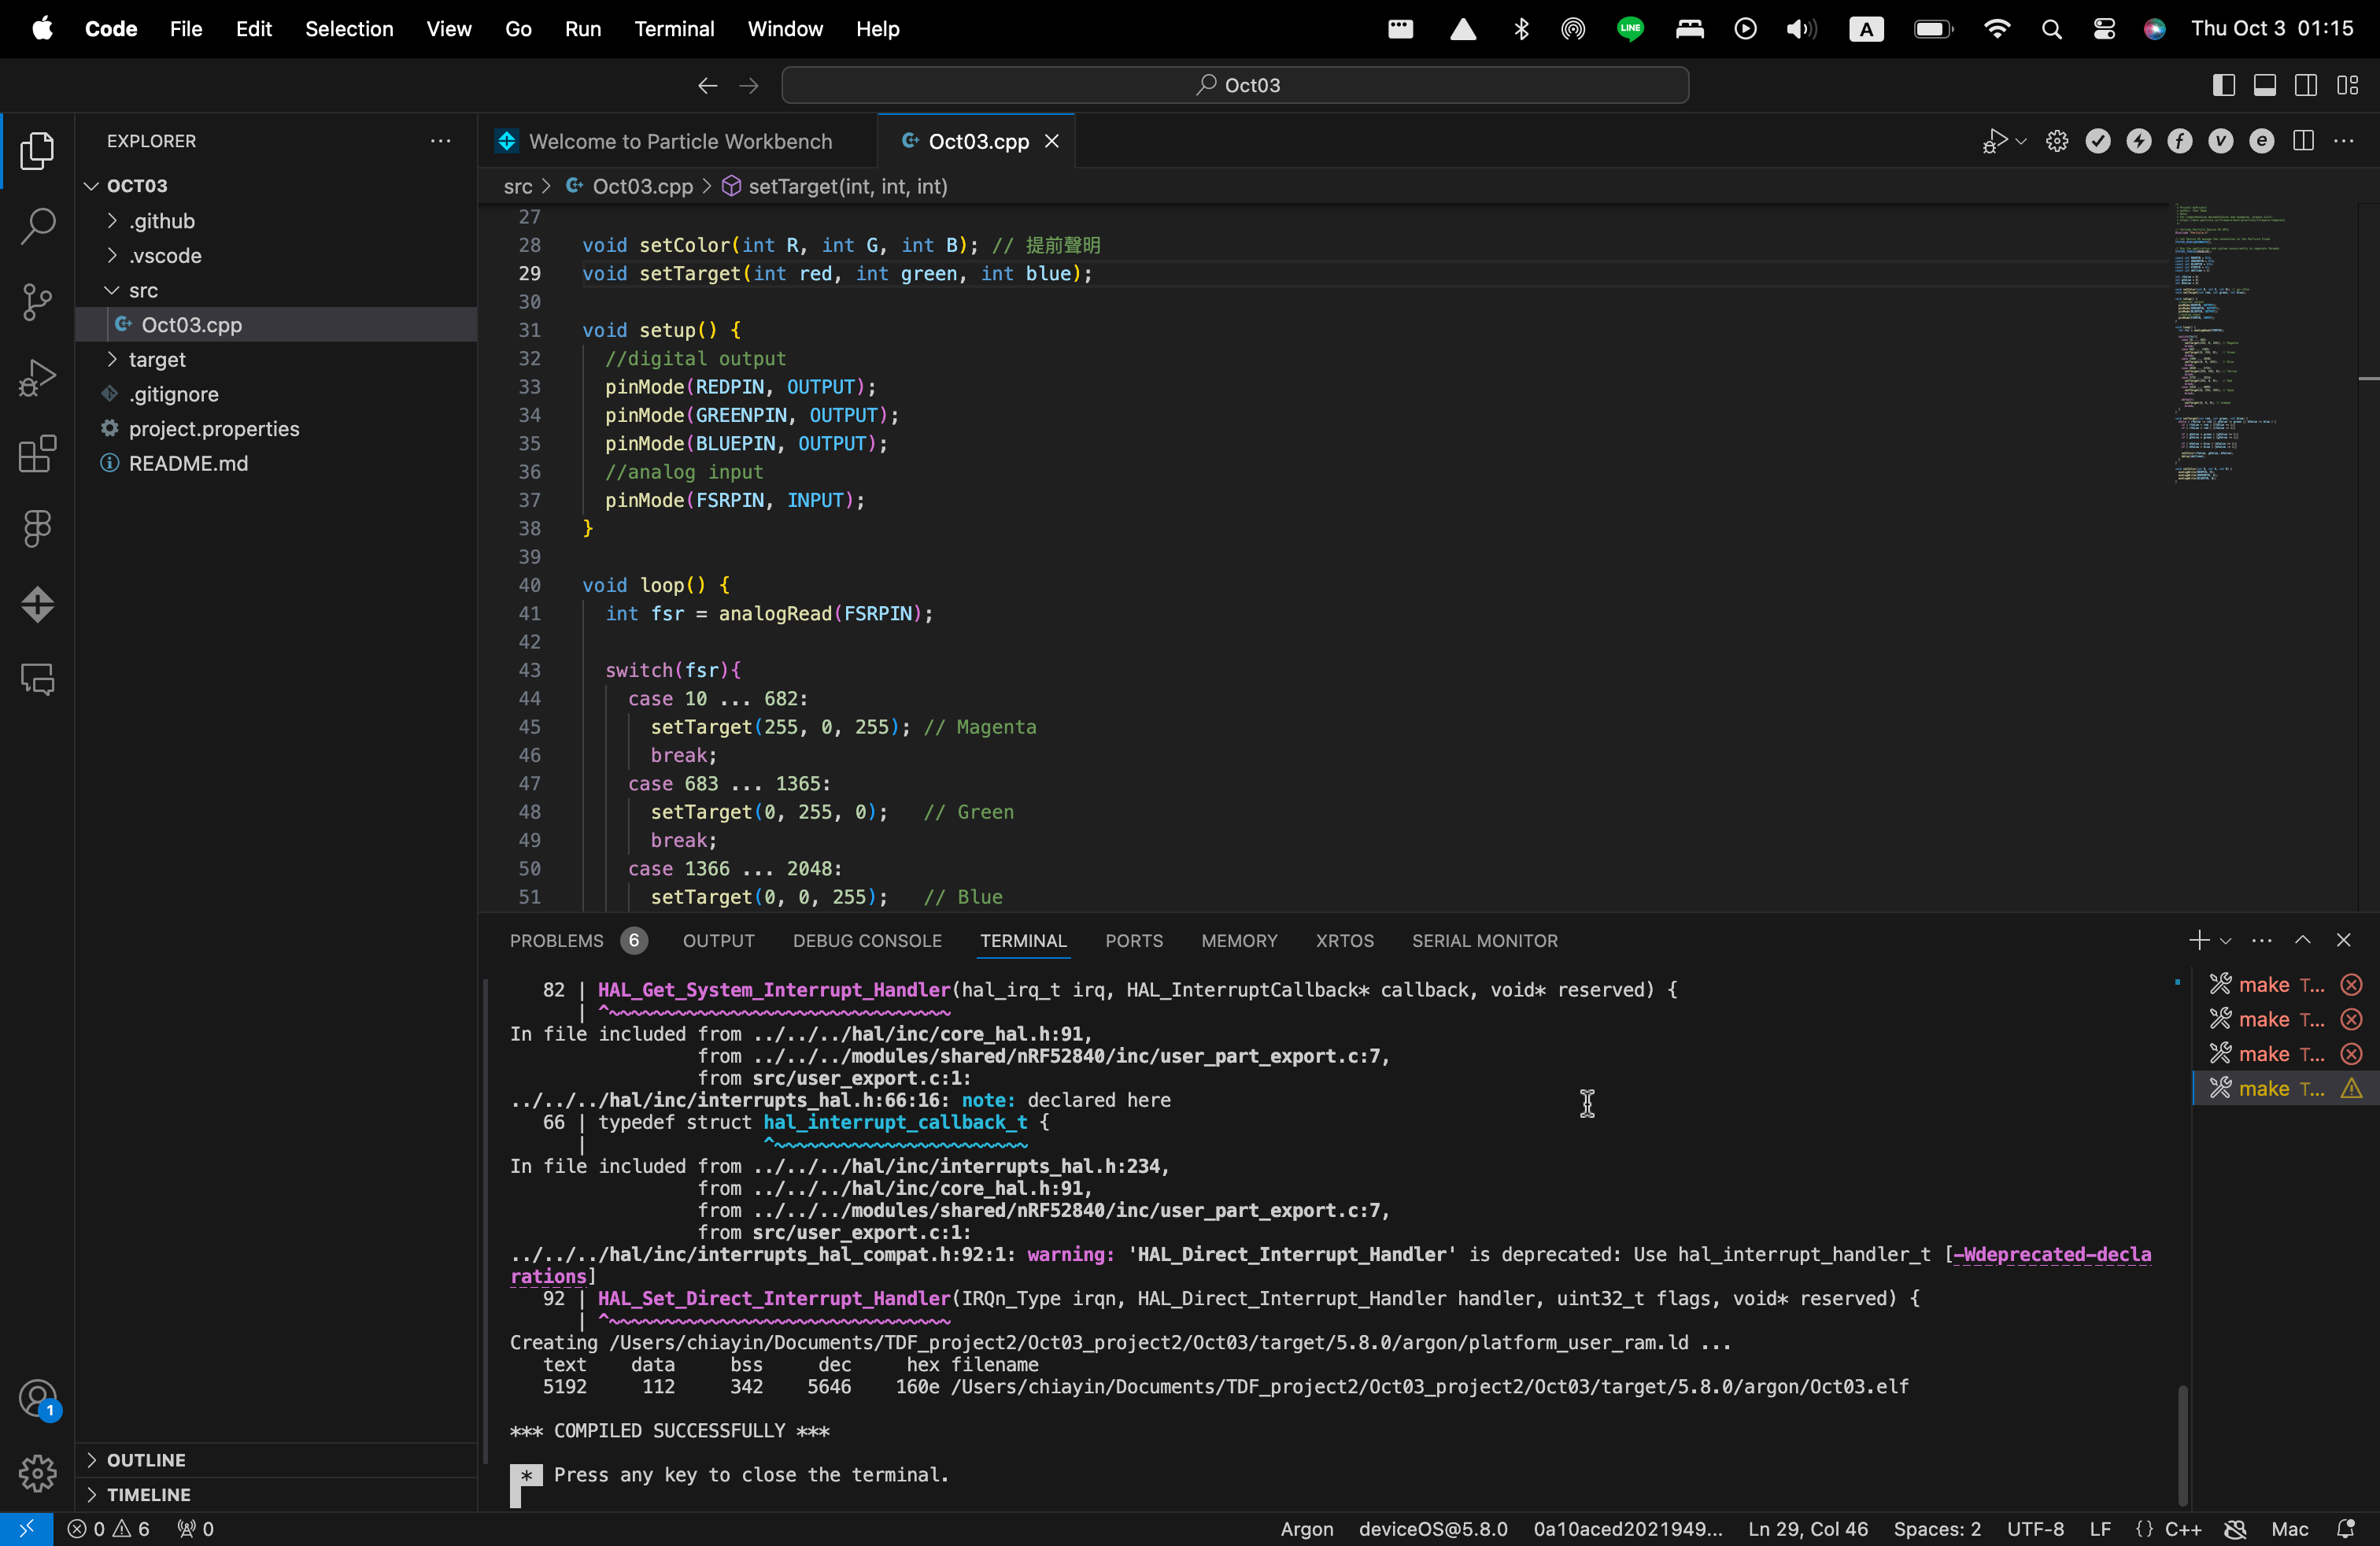 Code File Edit Selection View Go Run Terminal Window Help LINE A Thu Oct 3 01:15
Oct03
EXPLORER
OCT03
.github
.vscode
src
Oct03.cpp
target
.gitignore
project.properties
README.md
OUTLINE
TIMELINE
Welcome to Particle Workbench Oct03.cpp
src > Oct03.cpp > setTarget(int, int, int)
27
28 void setColor(int R, int G, int B); // 提前聲明
29 void setTarget(int red, int green, int blue);
30
31 void setup() {
32 //digital output
33 pinMode(REDPIN, OUTPUT);
34 pinMode(GREENPIN, OUTPUT);
35 pinMode(BLUEPIN, OUTPUT);
36 //analog input
37 pinMode(FSRPIN, INPUT);
38 }
39
40 void loop() {
41 int fsr = analogRead(FSRPIN);
42
43 switch(fsr){
44 case 10 ... 682:
45 setTarget(255, 0, 255); // Magenta
46 break;
47 case 683 ... 1365:
48 setTarget(0, 255, 0); // Green
49 break;
50 case 1366 ... 2048:
51 setTarget(0, 0, 255); // Blue
PROBLEMS 6 OUTPUT DEBUG CONSOLE TERMINAL PORTS MEMORY XRTOS SERIAL MONITOR
82 | HAL_Get_System_Interrupt_Handler(hal_irq_t irq, HAL_InterruptCallback* callback, void* reserved) {
| ^~~~~~~~~~~~~~~~~~~~~~~~~~~~~~~~
In file included from ../../../hal/inc/core_hal.h:91,
from ../../../modules/shared/nRF52840/inc/user_part_export.c:7,
from src/user_export.c:1:
../../../hal/inc/interrupts_hal.h:66:16: note: declared here
66 | typedef struct hal_interrupt_callback_t {
| ^~~~~~~~~~~~~~~~~~~~~~~~
In file included from ../../../hal/inc/interrupts_hal.h:234,
from ../../../hal/inc/core_hal.h:91,
from ../../../modules/shared/nRF52840/inc/user_part_export.c:7,
from src/user_export.c:1:
../../../hal/inc/interrupts_hal_compat.h:92:1: warning: 'HAL_Direct_Interrupt_Handler' is deprecated: Use hal_interrupt_handler_t [-Wdeprecated-decla
rations]
92 | HAL_Set_Direct_Interrupt_Handler(IRQn_Type irqn, HAL_Direct_Interrupt_Handler handler, uint32_t flags, void* reserved) {
| ^~~~~~~~~~~~~~~~~~~~~~~~~~~~~~~~
Creating /Users/chiayin/Documents/TDF_project2/Oct03_project2/Oct03/target/5.8.0/argon/platform_user_ram.ld ...
text data bss dec hex filename
5192 112 342 5646 160e /Users/chiayin/Documents/TDF_project2/Oct03_project2/Oct03/target/5.8.0/argon/Oct03.elf
*** COMPILED SUCCESSFULLY ***
* Press any key to close the terminal.
make T...
make T...
make T...
make T...
1
0 6 0 Argon deviceOS@5.8.0 0a10aced2021949... Ln 29, Col 46 Spaces: 2 UTF-8 LF {} C++ Mac